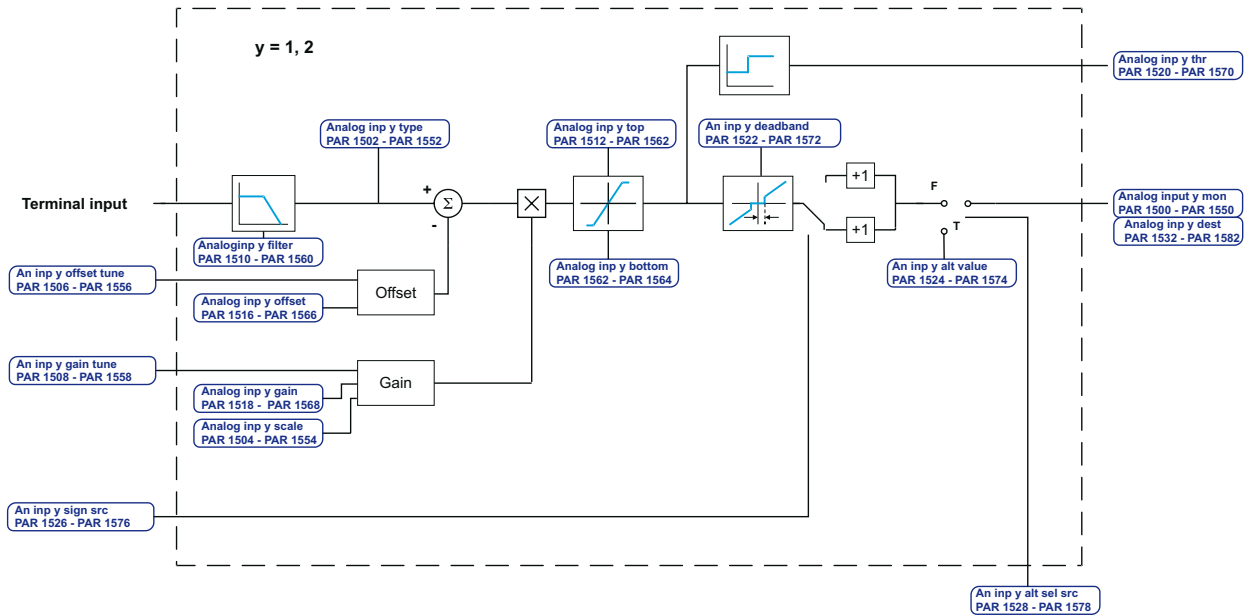 y = 1, 2
Analog inp y thr
PAR 1520 - PAR 1570
Analog inp y type
PAR 1502 - PAR 1552
Analog inp y top
PAR 1512 - PAR 1562
An inp y deadband
PAR 1522 - PAR 1572
+1
F
+
Σ
-
Terminal input
+1
T
Analog input y mon
PAR 1500 - PAR 1550
Analog inp y dest
PAR 1532 - PAR 1582
Analoginp y filter
PAR 1510 - PAR 1560
Analog inp y bottom
PAR 1562 - PAR 1564
An inp y alt value
PAR 1524 - PAR 1574
An inp y offset tune
PAR 1506 - PAR 1556
Analog inp y offset
PAR 1516 - PAR 1566
Offset
An inp y gain tune
PAR 1508 - PAR 1558
Gain
Analog inp y gain
PAR 1518 - PAR 1568
Analog inp y scale
PAR 1504 - PAR 1554
An inp y sign src
PAR 1526 - PAR 1576
An inp y alt sel src
PAR 1528 - PAR 1578